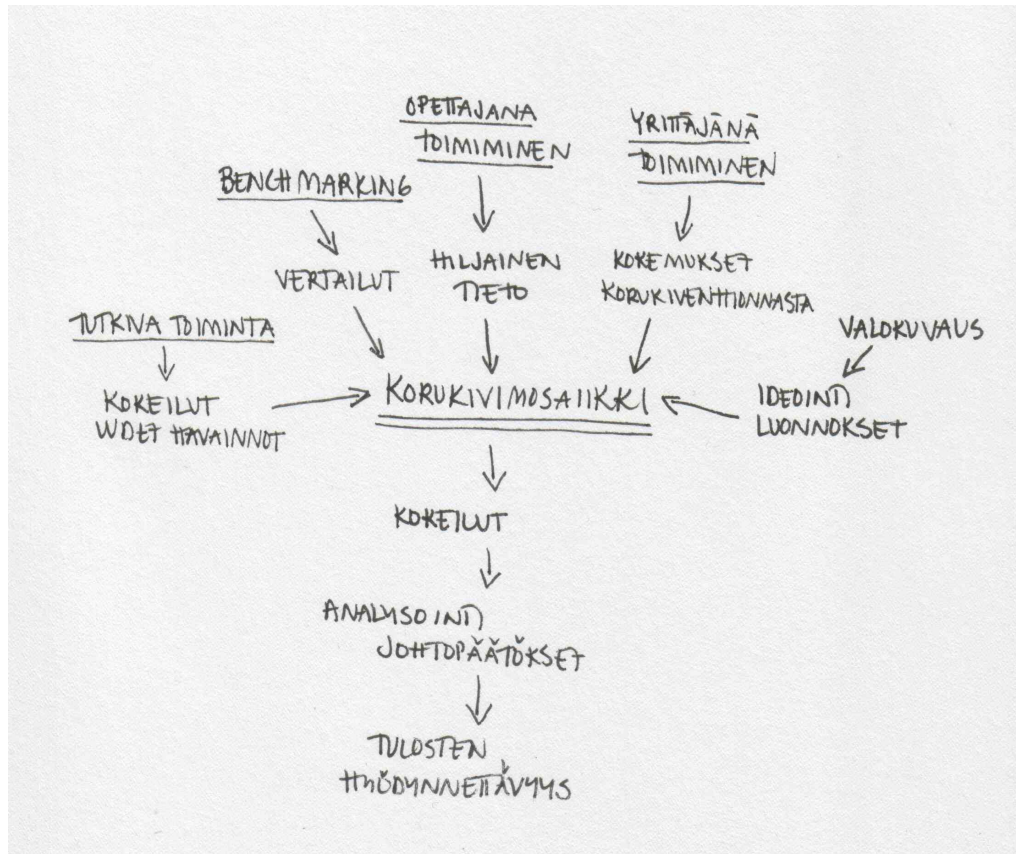 OPETTAJANA
TOIMIMINEN
YRITTÄJÄNÄ
TOIMIMINEN
BENCHMARKING
VERTAILUT
HILJAINEN
TIETO
KOKEMUKSET
KORUKIVENHIONNASTA
TUTKIVA TOIMINTA
VALOKUVAUS
KOKEILUT
UUDET HAVAINNOT
KORUKIVIMOSAIIKKI
IDEOINTI
LUONNOKSET
KOKEILUT
ANALYSOINTI
JOHTOPÄÄTÖKSET
TULOSTEN
HYÖDYNNETTÄVYYS